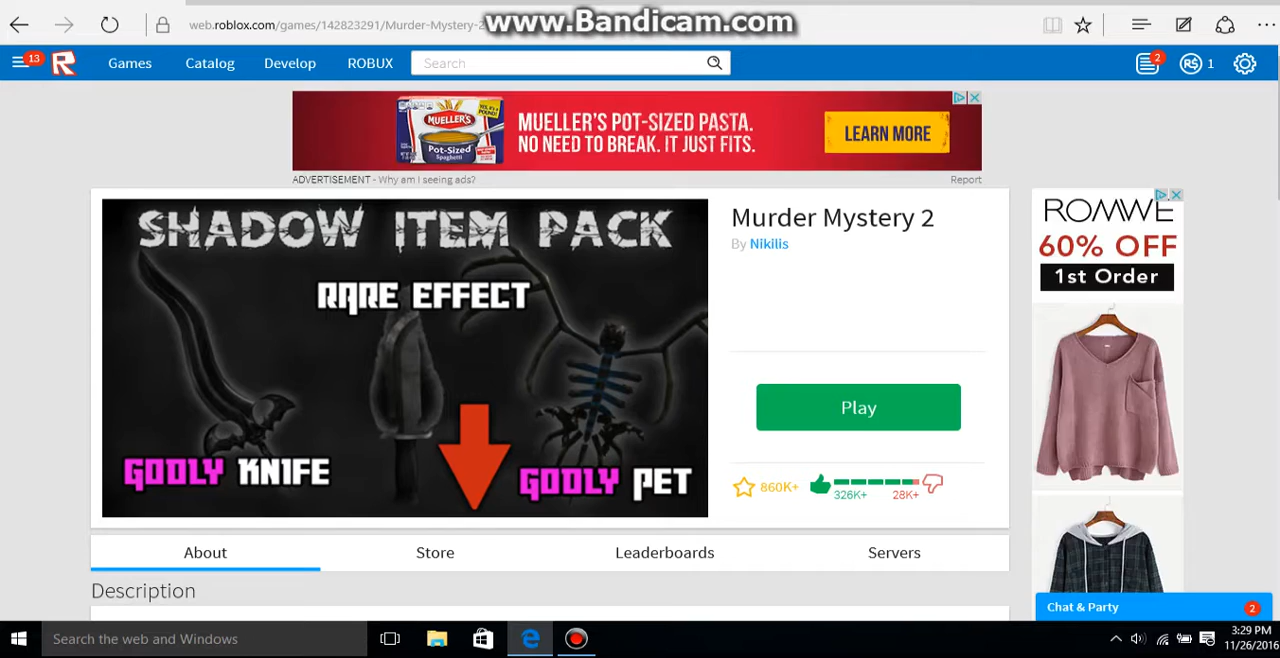 www.Bandicam.com
web.roblox.com/games/142823291/Murder-Mystery-2
13
Games
Catalog
Develop
ROBUX
Search
2
R$ 1
MUELLER'S
Pot-Sized
Spaghetti
MUELLER'S POT-SIZED PASTA.
NO NEED TO BREAK. IT JUST FITS.
LEARN MORE
ADVERTISEMENT - Why am I seeing ads?
Report
SHADOW ITEM PACK
RARE EFFECT
GODLY KNIFE
GODLY PET
Murder Mystery 2
By Nikilis
Play
860K+
326K+
28K+
ROMWE
60% OFF
1st Order
About
Store
Leaderboards
Servers
Description
Chat & Party
2
Search the web and Windows
3:29 PM
11/26/2016